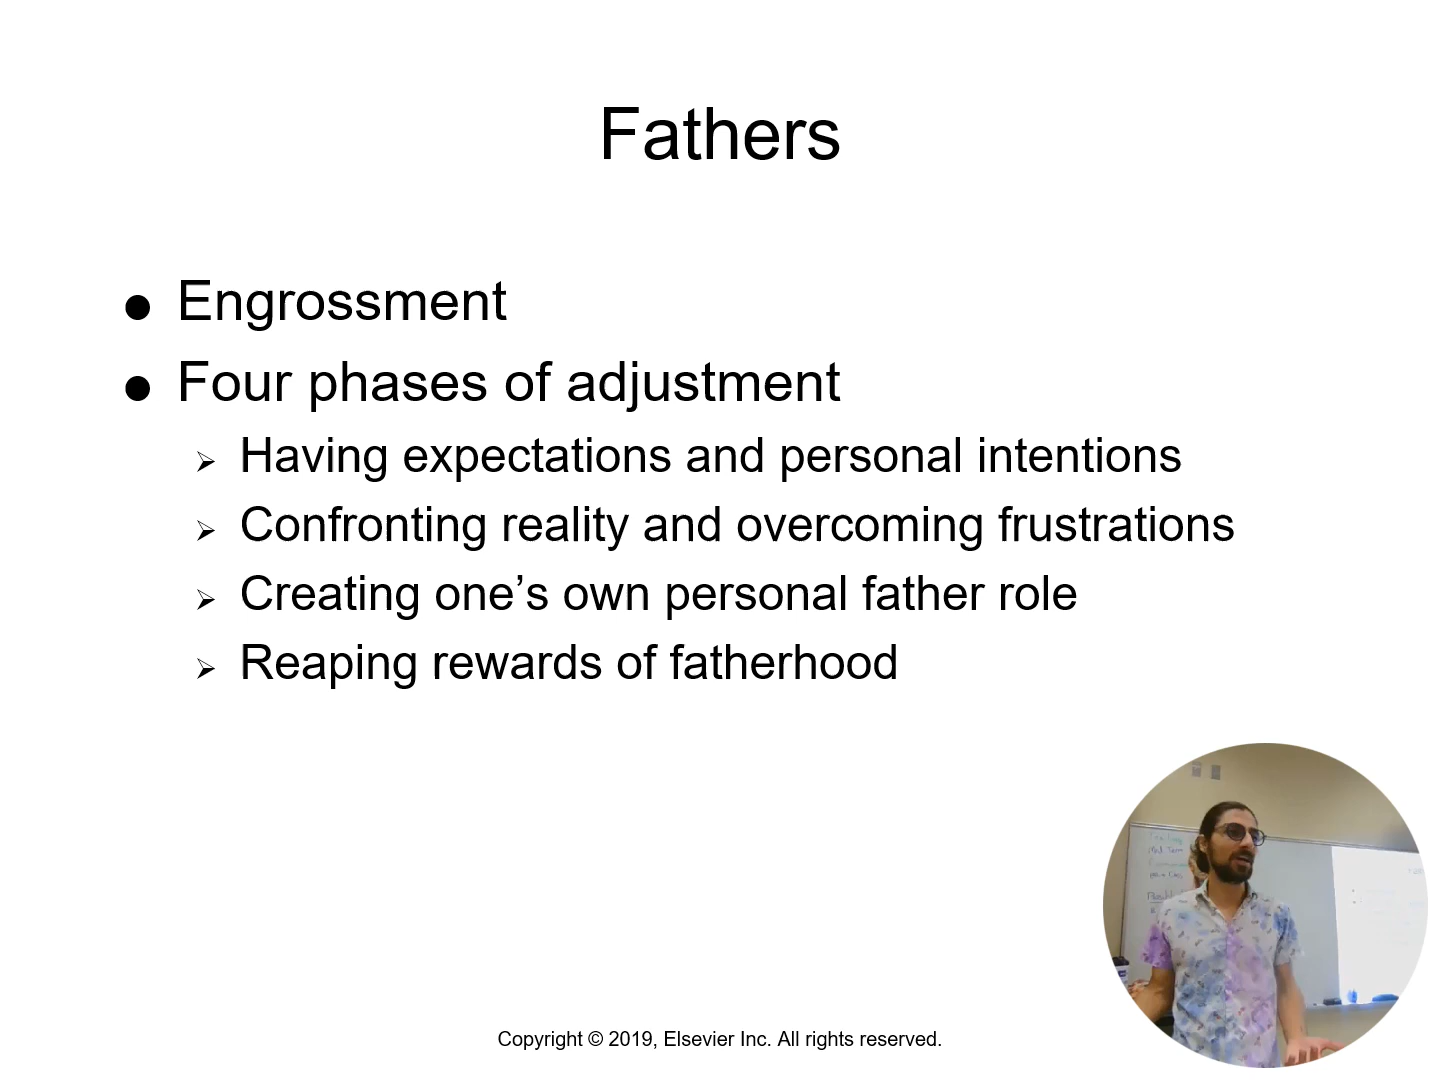 Fathers
● Engrossment
● Four phases of adjustment
➢ Having expectations and personal intentions
➢ Confronting reality and overcoming frustrations
➢ Creating one’s own personal father role
➢ Reaping rewards of fatherhood
Copyright © 2019, Elsevier Inc. All rights reserved.